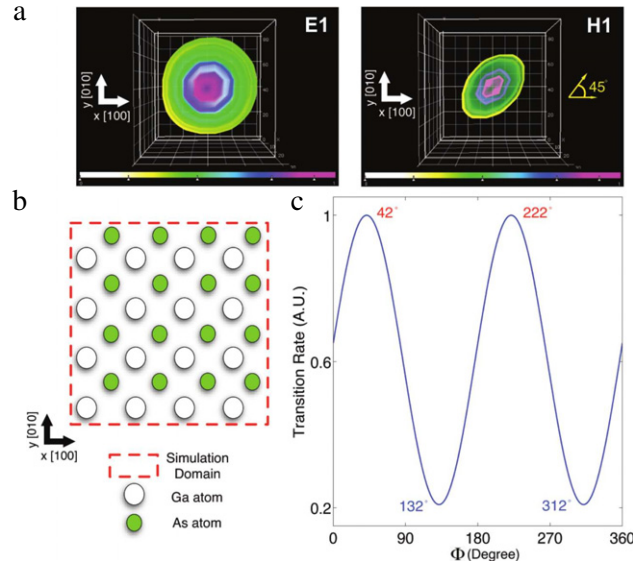 a
E1
y [010]
x [100]
H1
y [010]
x [100]
45°
b
y [010]
x [100]
Simulation
Domain
Ga atom
As atom
c
42°
222°
132°
312°
1
0.6
0.2
Transition Rate (A.U.)
0
90
180
270
360
Φ (Degree)